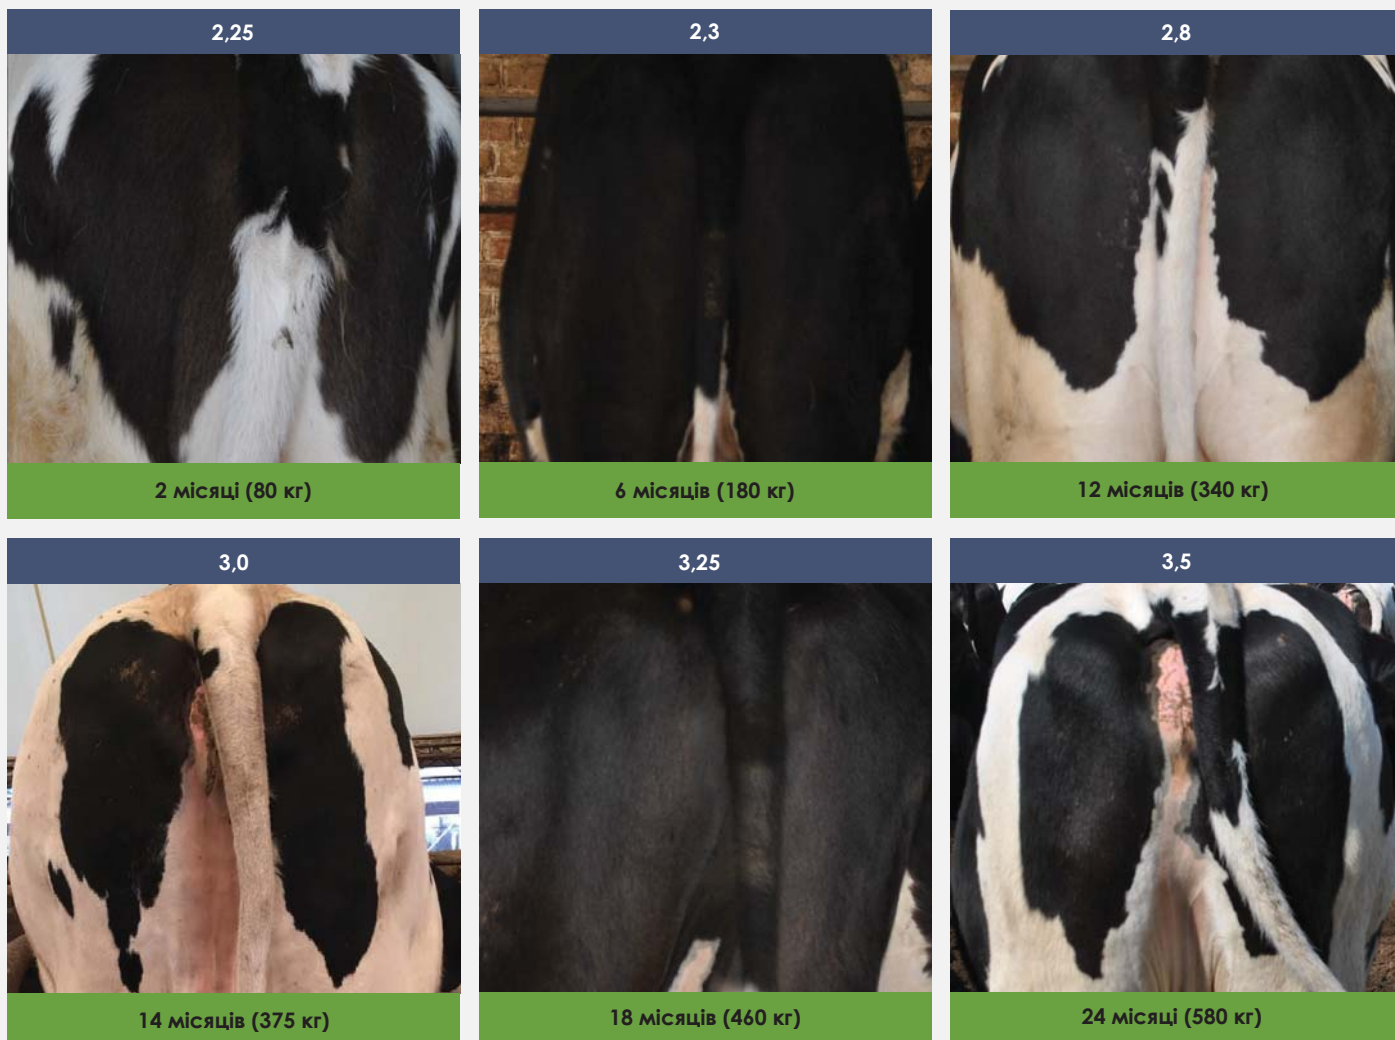 2,25
2,3
2,8
2 місяці (80 кг)
6 місяців (180 кг)
12 місяців (340 кг)
3,0
3,25
3,5
14 місяців (375 кг)
18 місяців (460 кг)
24 місяці (580 кг)